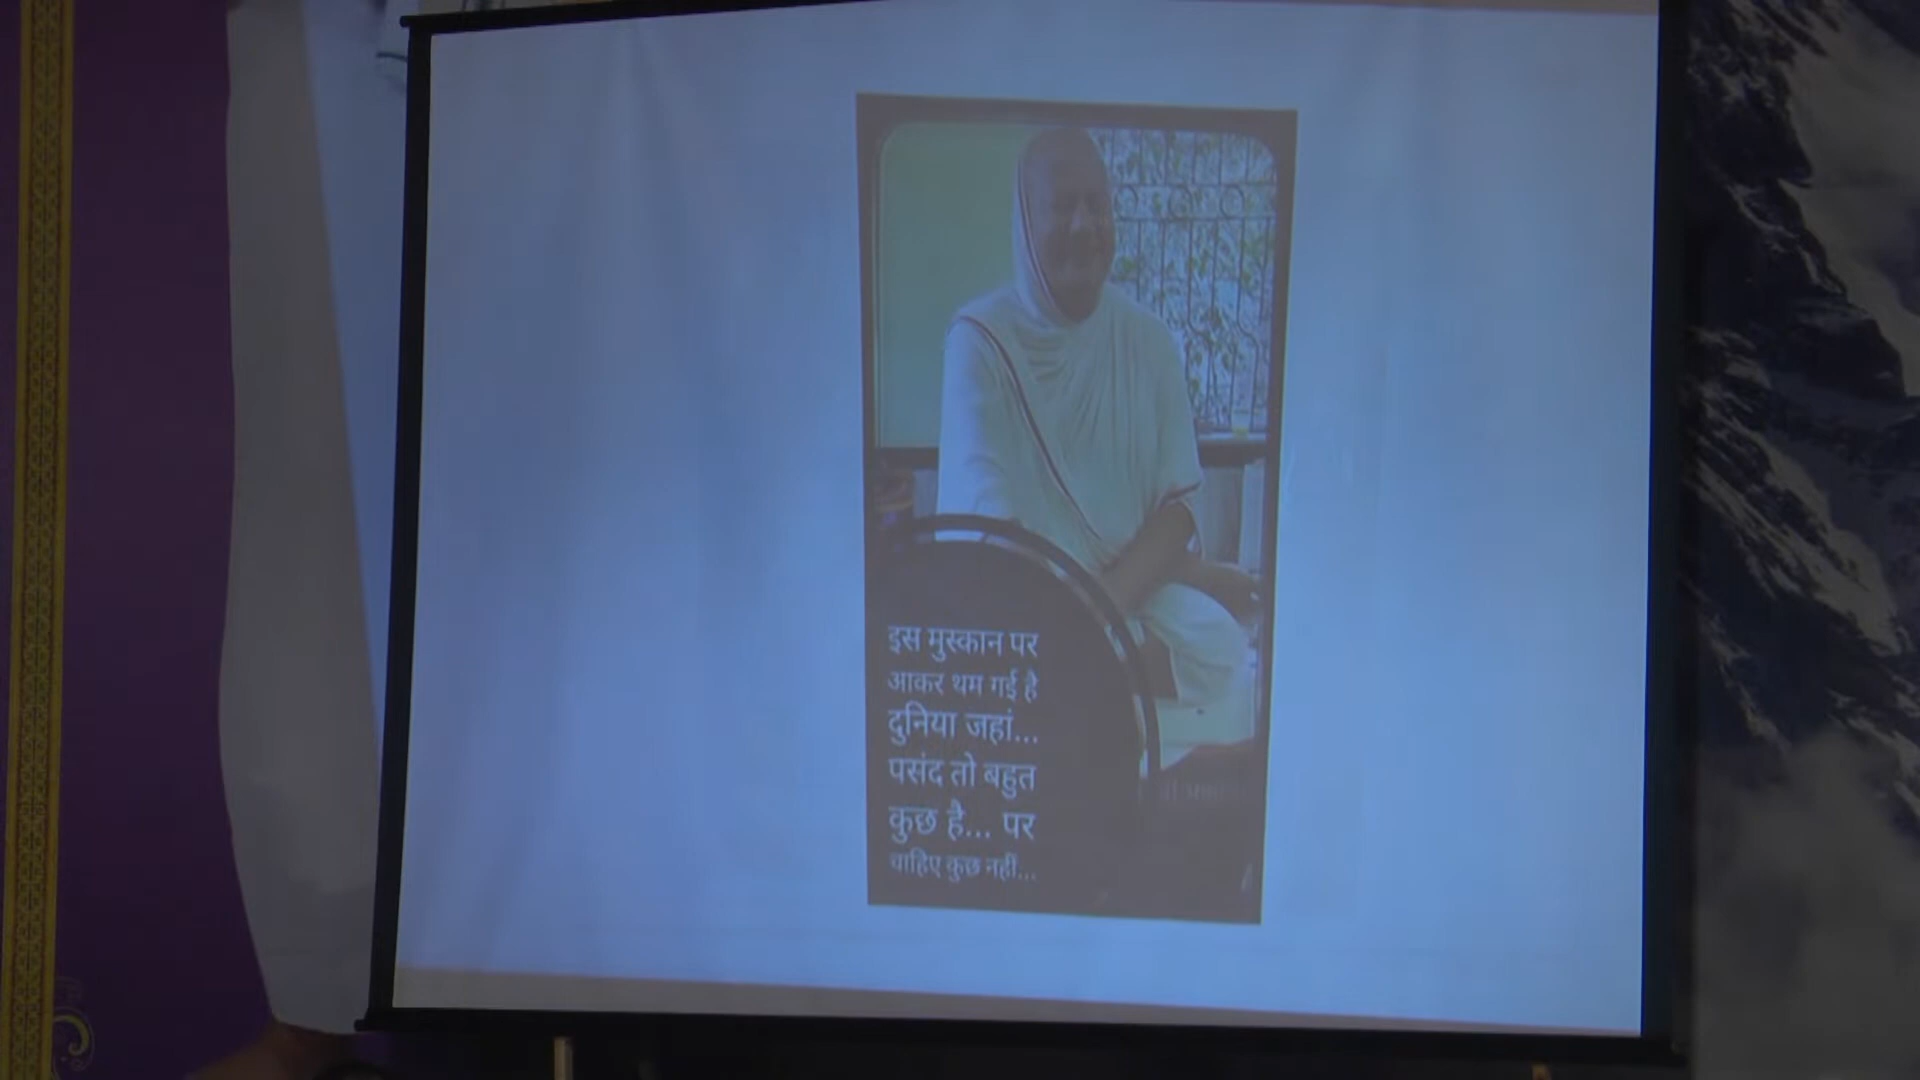 इस मुस्कान पर
आकर थम गई है
दुनिया जहां...
पसंद तो बहुत
कुछ है... पर
चाहिए कुछ नहीं...